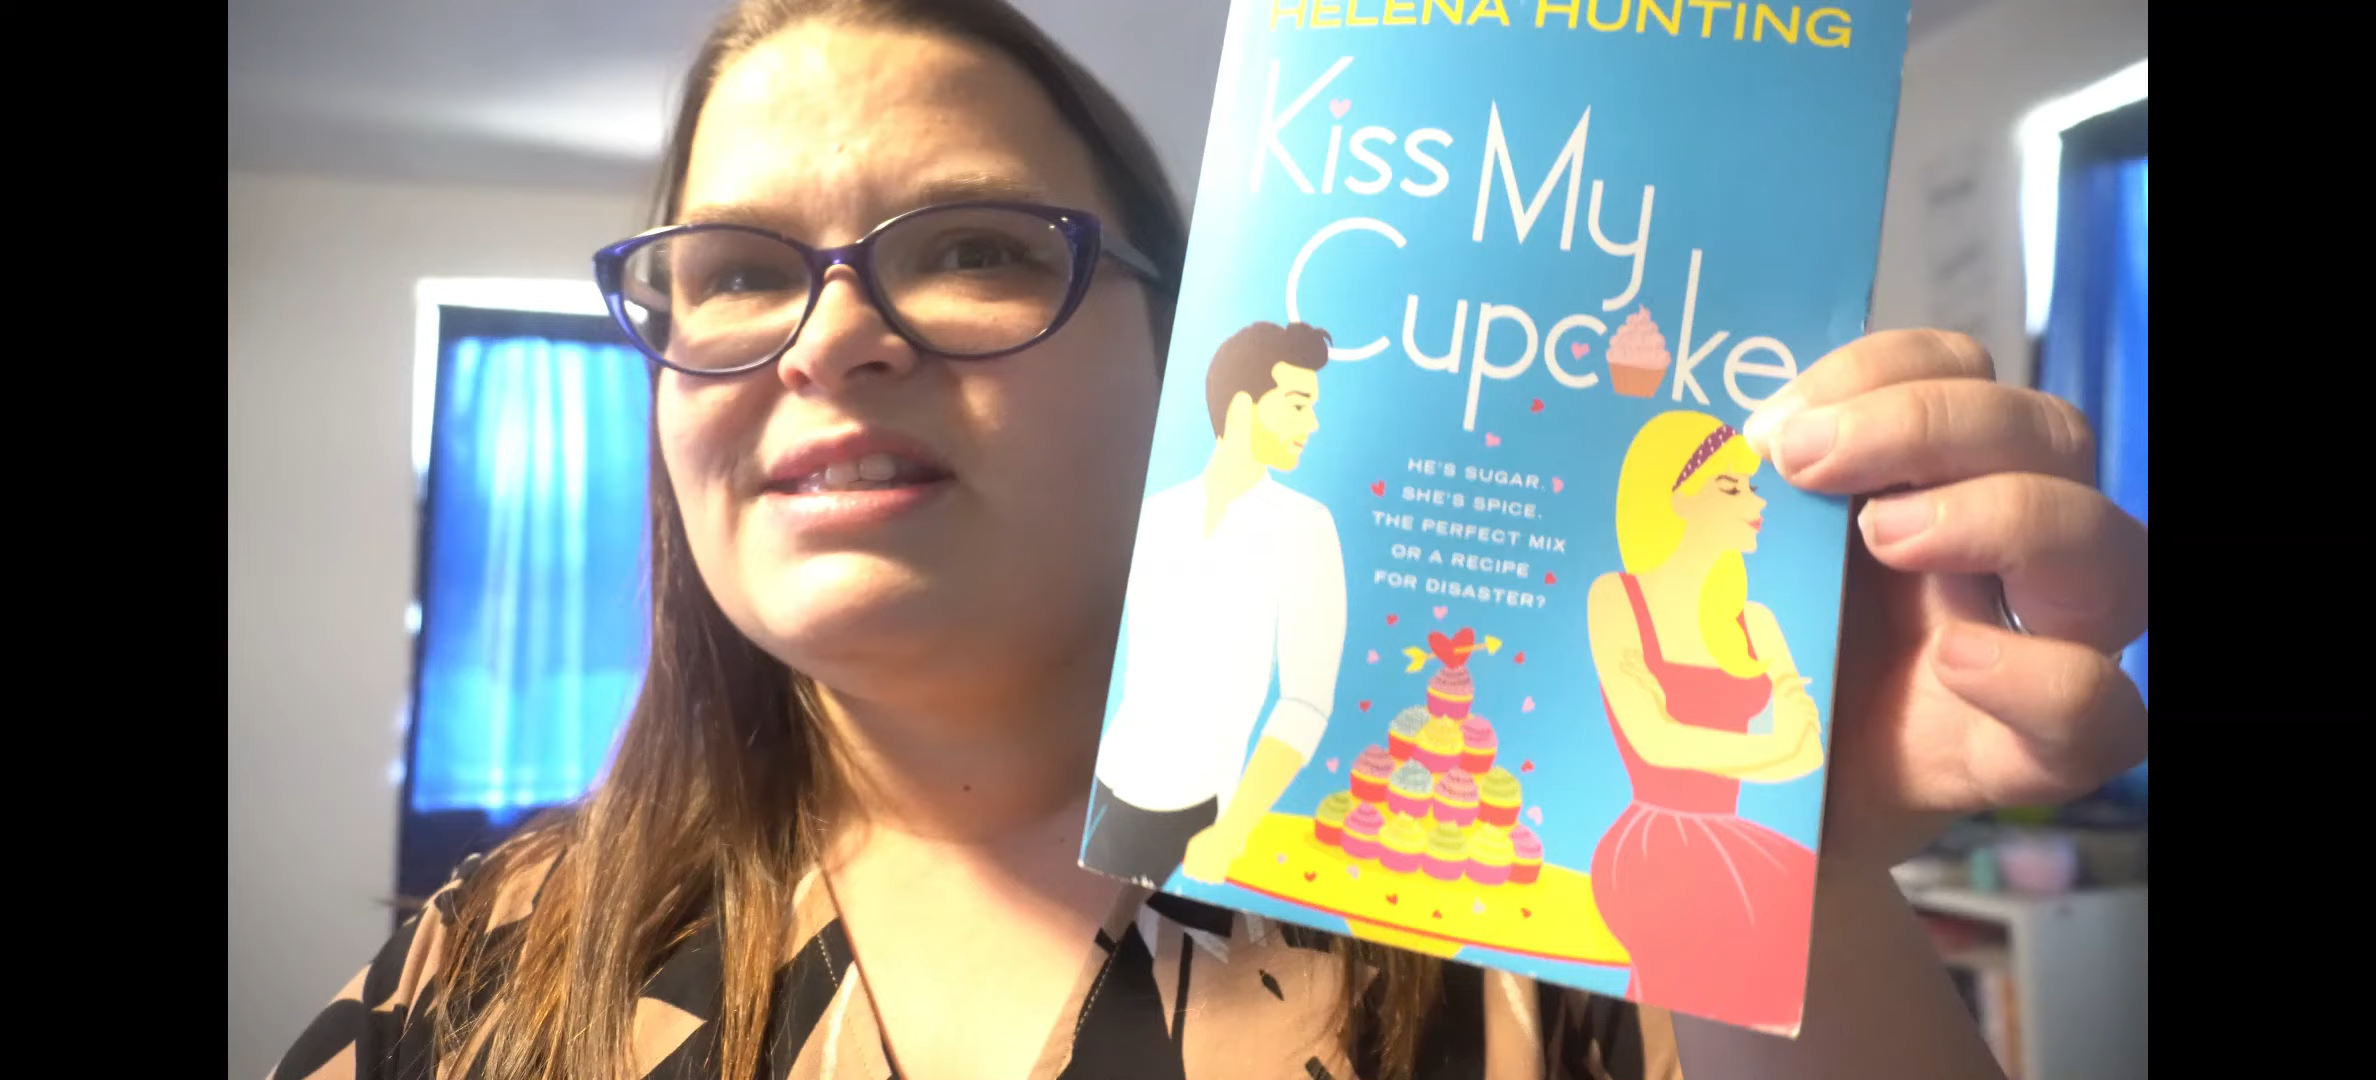 HELENA HUNTING
Kiss My
Cupcake
HE'S SUGAR.
SHE'S SPICE.
THE PERFECT MIX
OR A RECIPE
FOR DISASTER?